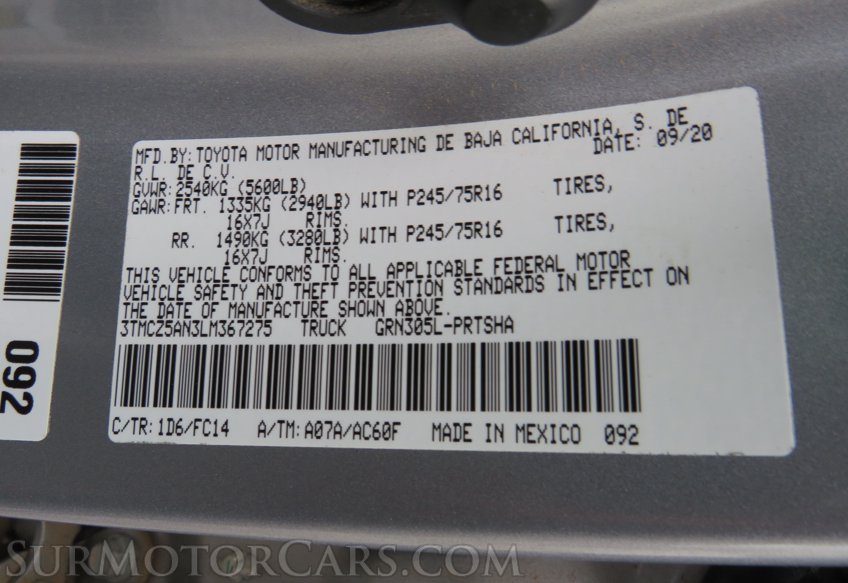 MFD.BY: TOYOTA MOTOR MANUFACTURING DE BAJA CALIFORNIA, S. DE
R.L. DE C.V. DATE: 09/20
GVWR: 2540KG (5600LB)
GAWR: FRT. 1335KG (2940LB) WITH P245/75R16 TIRES,
16X7J RIMS.
RR. 1490KG (3280LB) WITH P245/75R16 TIRES,
16X7J RIMS.
THIS VEHICLE CONFORMS TO ALL APPLICABLE FEDERAL MOTOR
VEHICLE SAFETY AND THEFT PREVENTION STANDARDS IN EFFECT ON
THE DATE OF MANUFACTURE SHOWN ABOVE.
3TMCZ5AN3LM367275 TRUCK GRN305L-PRTSHA
C/TR: 1D6/FC14 A/TM: A07A/AC60F MADE IN MEXICO 092
092
SURMOTORCARS.COM